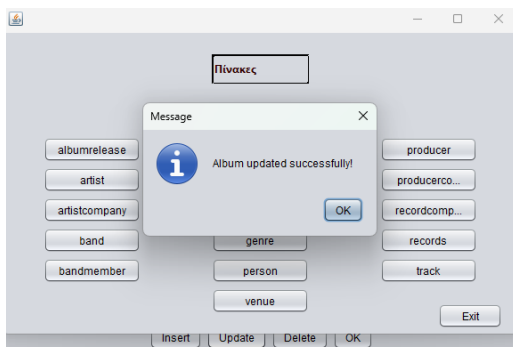 Πίνακες
Message
Album updated successfully!
OK
albumrelease
producer
artist
producerco...
artistcompany
recordcomp...
band
genre
records
bandmember
person
track
venue
Exit
Insert
Update
Delete
OK